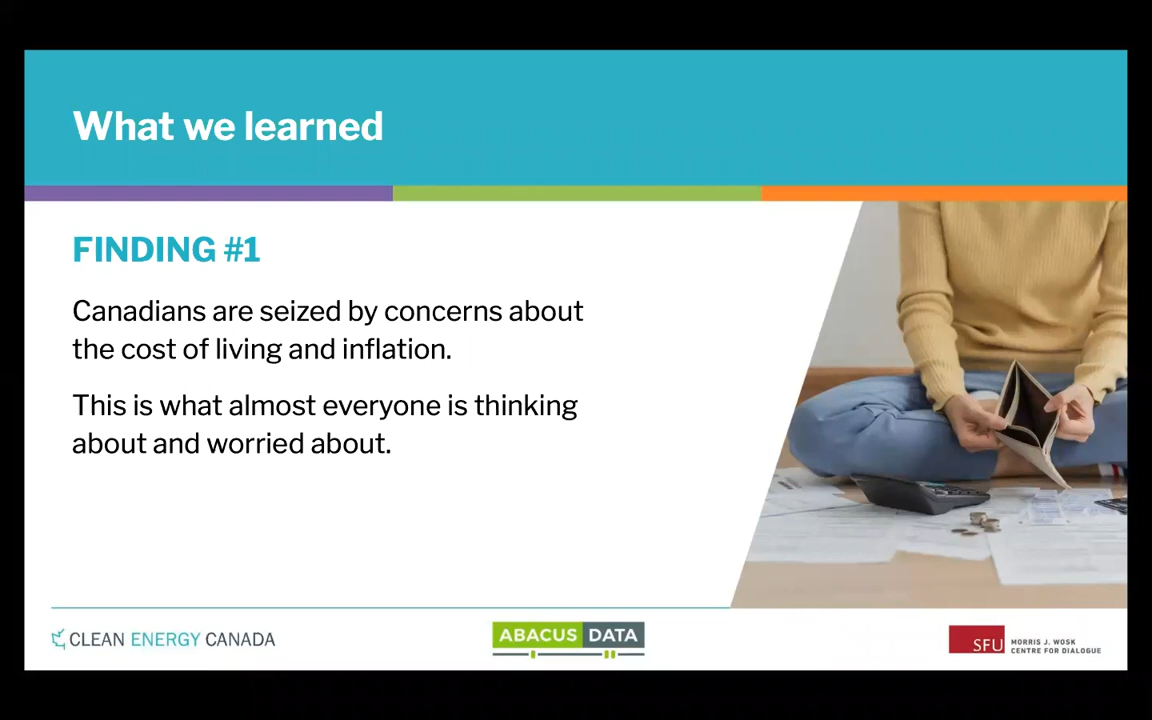 What we learned
FINDING #1
Canadians are seized by concerns about
the cost of living and inflation.
This is what almost everyone is thinking
about and worried about.
CLEAN ENERGY CANADA
ABACUS DATA
SFU
MORRIS J. WOSK
CENTRE FOR DIALOGUE